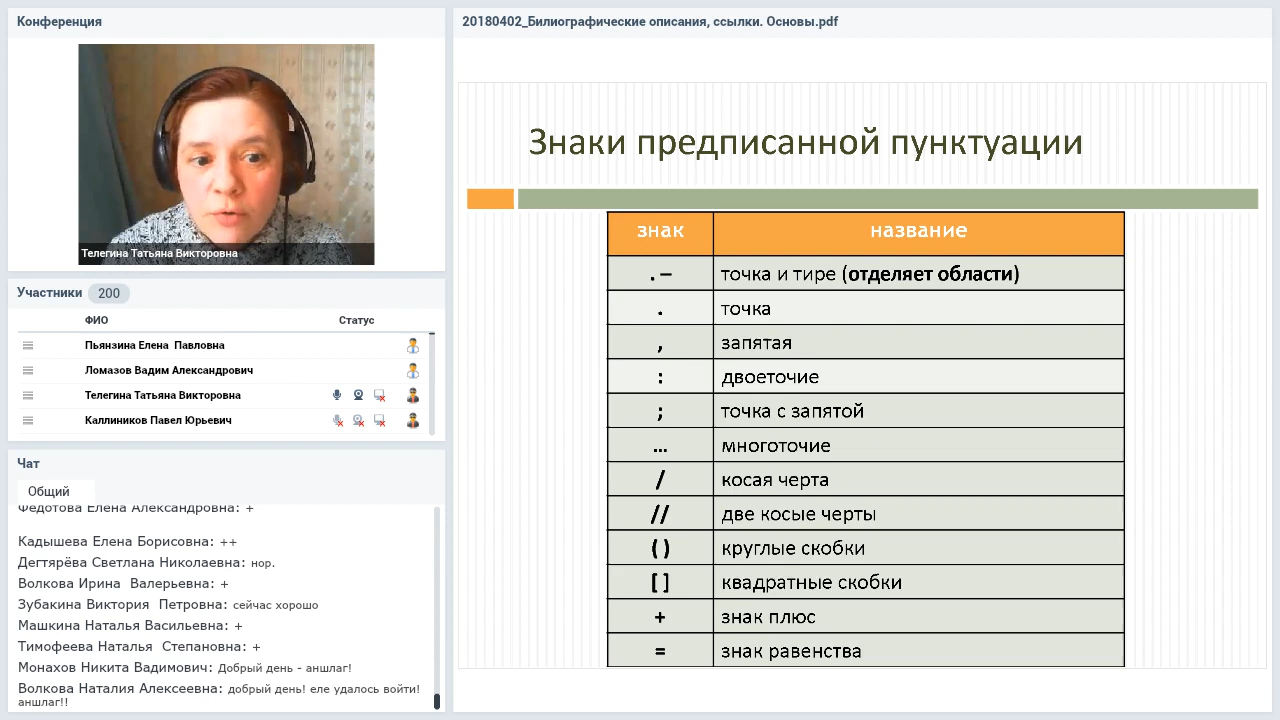 Конференция
Телегина Татьяна Викторовна
Участники 200
ФИО Статус
Пьянзина Елена Павловна
Ломазов Вадим Александрович
Телегина Татьяна Викторовна
Каллиников Павел Юрьевич
Чат
Общий
Федотова Елена Александровна: +
Кадышева Елена Борисовна: ++
Дегтярёва Светлана Николаевна: нор.
Волкова Ирина Валерьевна: +
Зубакина Виктория Петровна: сейчас хорошо
Машкина Наталья Васильевна: +
Тимофеева Наталья Степановна: +
Монахов Никита Вадимович: Добрый день - аншлаг!
Волкова Наталия Алексеевна: добрый день! еле удалось войти!
аншлаг!!
20180402_Билиографические описания, ссылки. Основы.pdf
Знаки предписанной пунктуации
знак название
. – точка и тире (отделяет области)
. точка
, запятая
: двоеточие
; точка с запятой
... многоточие
/ косая черта
// две косые черты
( ) круглые скобки
[ ] квадратные скобки
+ знак плюс
= знак равенства